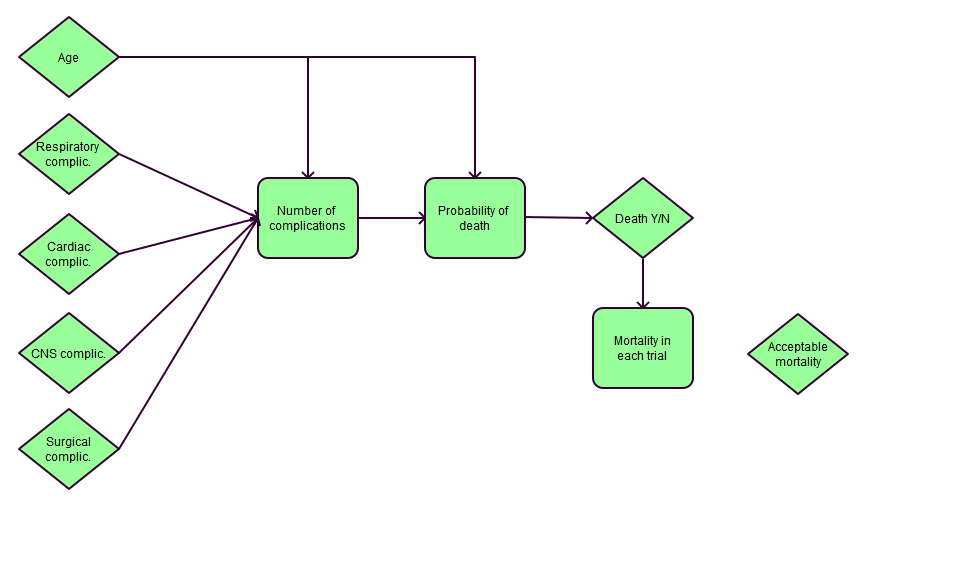 Age
Respiratory
complic.
Cardiac
complic.
CNS complic.
Surgical
complic.
Number of
complications
Probability of
death
Death Y/N
Mortality in
each trial
Acceptable
mortality